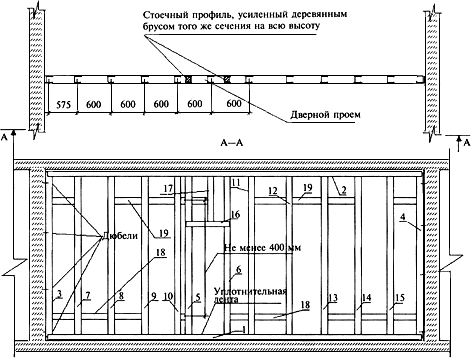 Стоечный профиль, усиленный деревянным
брусом того же сечения на всю высоту
575 600 600 600 600 600
Дверной проем
А
А—А
А
17
11
12
19
2
16
4
Дюбели
19
18
Не менее 400 мм
6
Уплотнительная
лента
3
7
8
9
10
5
18
13
14
15
1